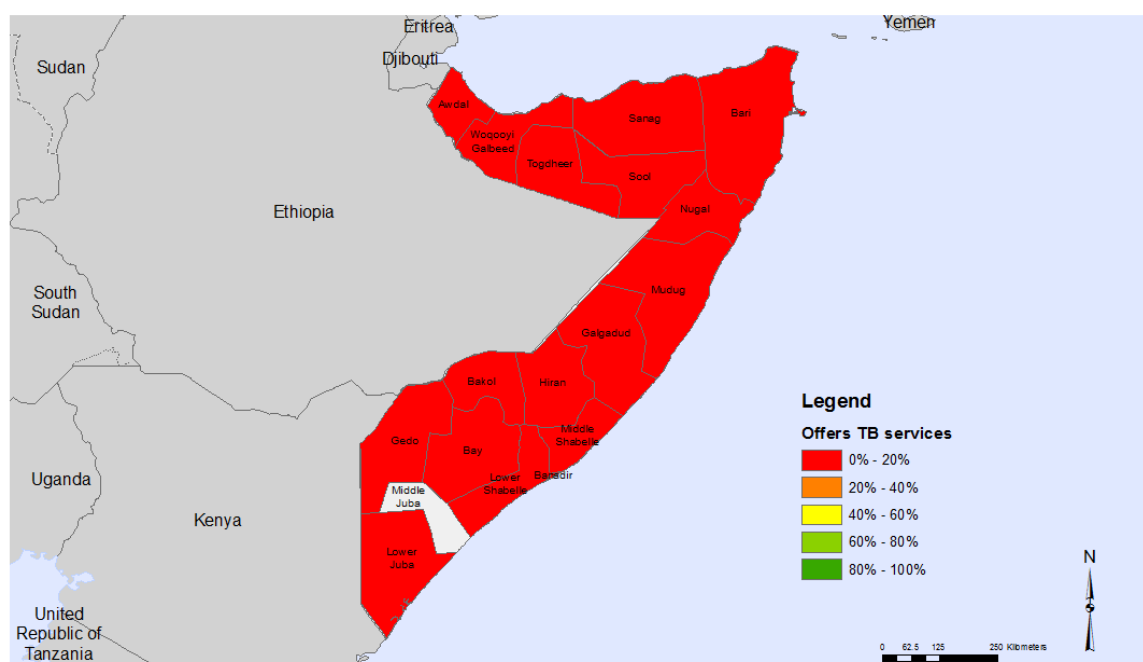 Eritrea
Yemen
Djibouti
Sudan
Awdal
Sanag
Bari
Woqooyi
Galbeed
Togdheer
Sool
Ethiopia
Nugal
South
Sudan
Mudug
Galgadud
Bakol
Hiran
Legend
Offers TB services
0% - 20%
20% - 40%
40% - 60%
60% - 80%
80% - 100%
Gedo
Bay
Middle
Shabelle
Uganda
Lower
Shabelle
Banadir
Middle
Juba
Kenya
Lower
Juba
N
United
Republic of
Tanzania
0 62.5 125 250 Kilometers